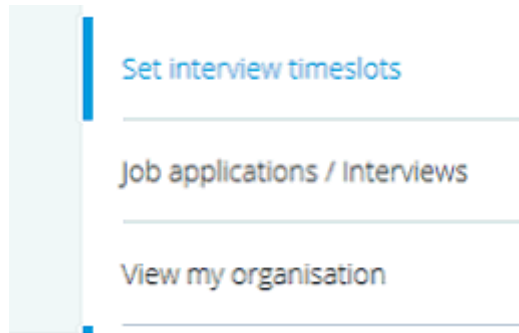 Set interview timeslots
Job applications / Interviews
View my organisation